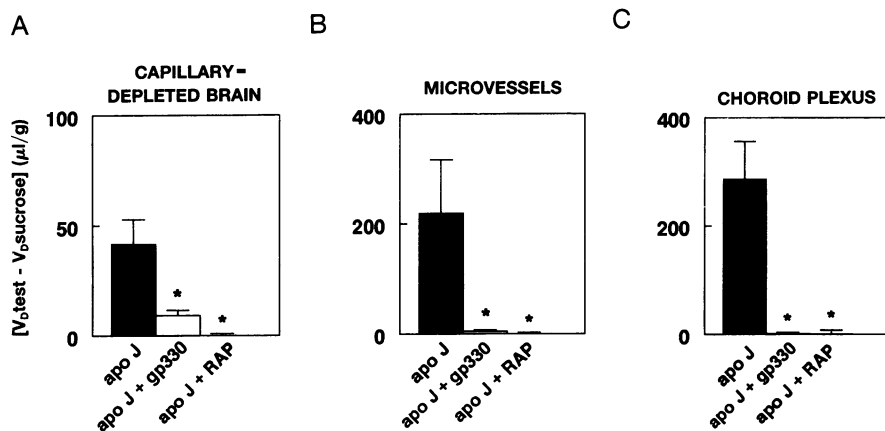 A
CAPILLARY-
DEPLETED BRAIN
[VDtest - VDsucrose] (µl/g)
100
50
0
*
*
apo J
apo J + gp330
apo J + RAP
B
MICROVESSELS
400
200
0
*
*
apo J
apo J + gp330
apo J + RAP
C
CHOROID PLEXUS
400
200
0
*
*
apo J
apo J + gp330
apo J + RAP